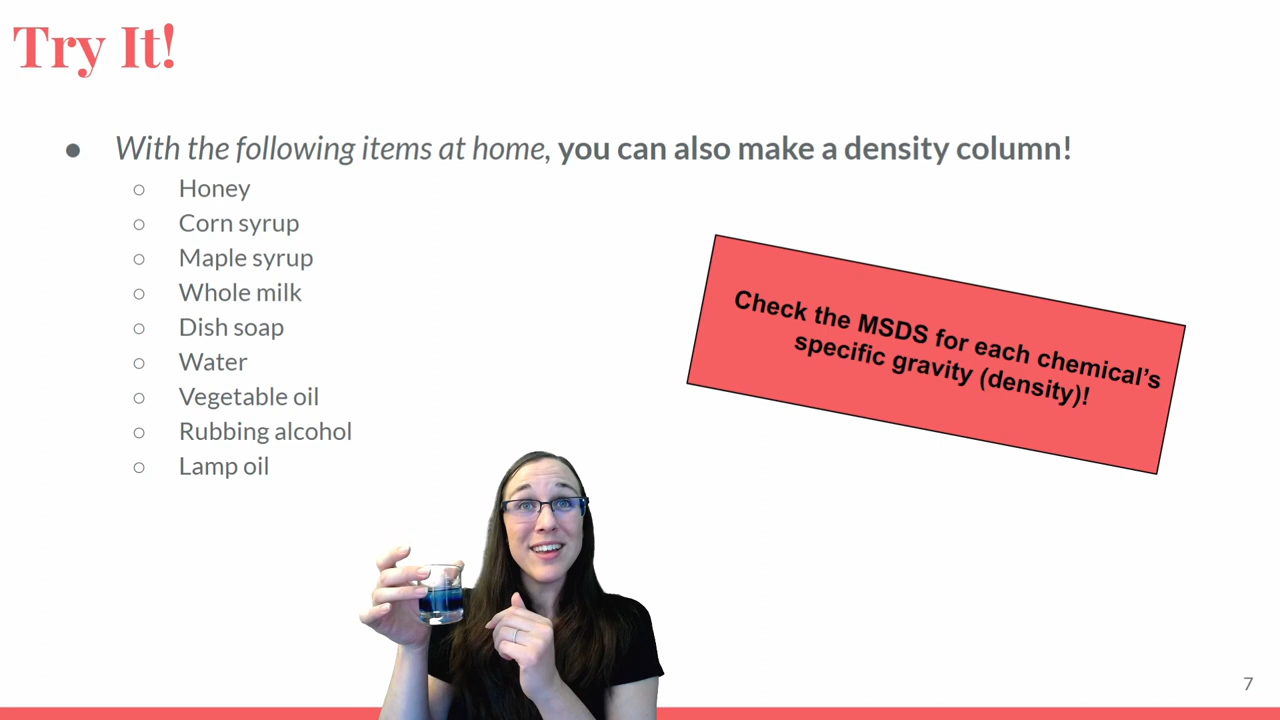 Try It!
● With the following items at home, you can also make a density column!
○ Honey
○ Corn syrup
○ Maple syrup
○ Whole milk
○ Dish soap
○ Water
○ Vegetable oil
○ Rubbing alcohol
○ Lamp oil
Check the MSDS for each chemical’s
specific gravity (density)!
7